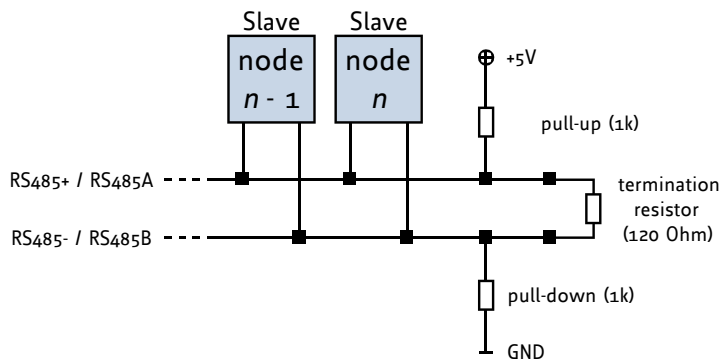 Slave
Slave
node
n - 1
node
n
+5V
pull-up (1k)
RS485+ / RS485A
termination
resistor
(120 Ohm)
RS485- / RS485B
pull-down (1k)
GND